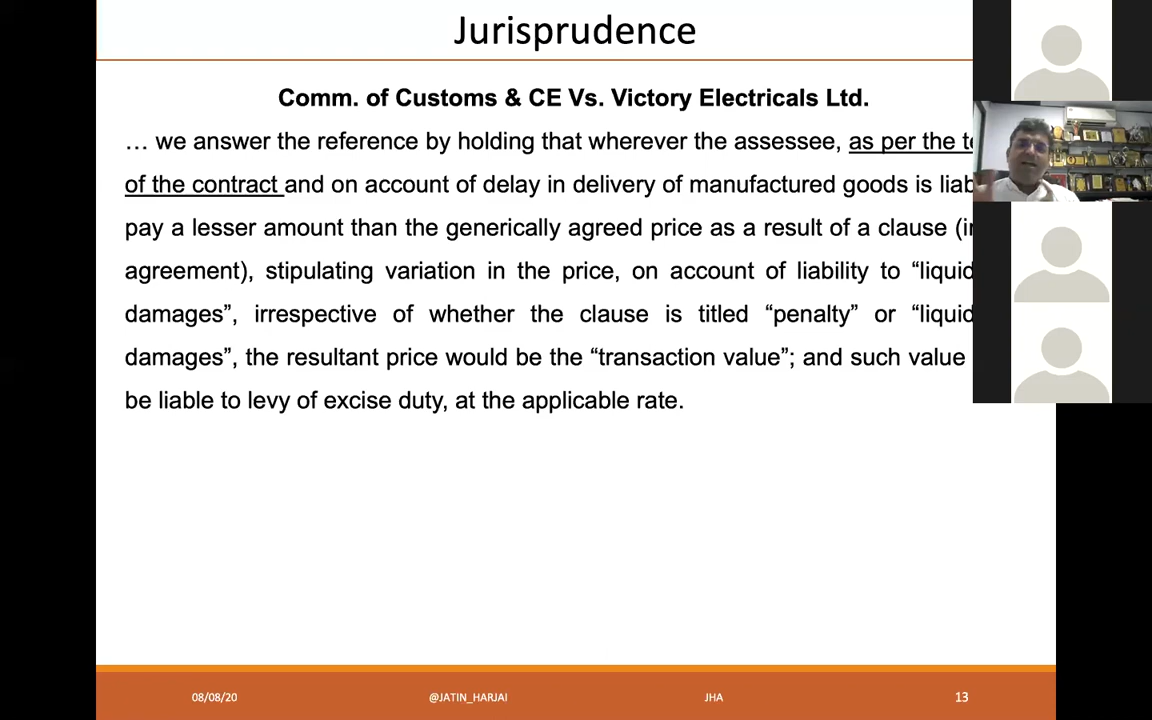 Jurisprudence
Comm. of Customs & CE Vs. Victory Electricals Ltd.
… we answer the reference by holding that wherever the assessee, as per the
of the contract and on account of delay in delivery of manufactured goods is
pay a lesser amount than the generically agreed price as a result of a clause
agreement), stipulating variation in the price, on account of liability to
damages”, irrespective of whether the clause is titled “penalty” or
damages”, the resultant price would be the “transaction value”; and such value
be liable to levy of excise duty, at the applicable rate.
08/08/20 @JATIN_HARJAI JHA 13